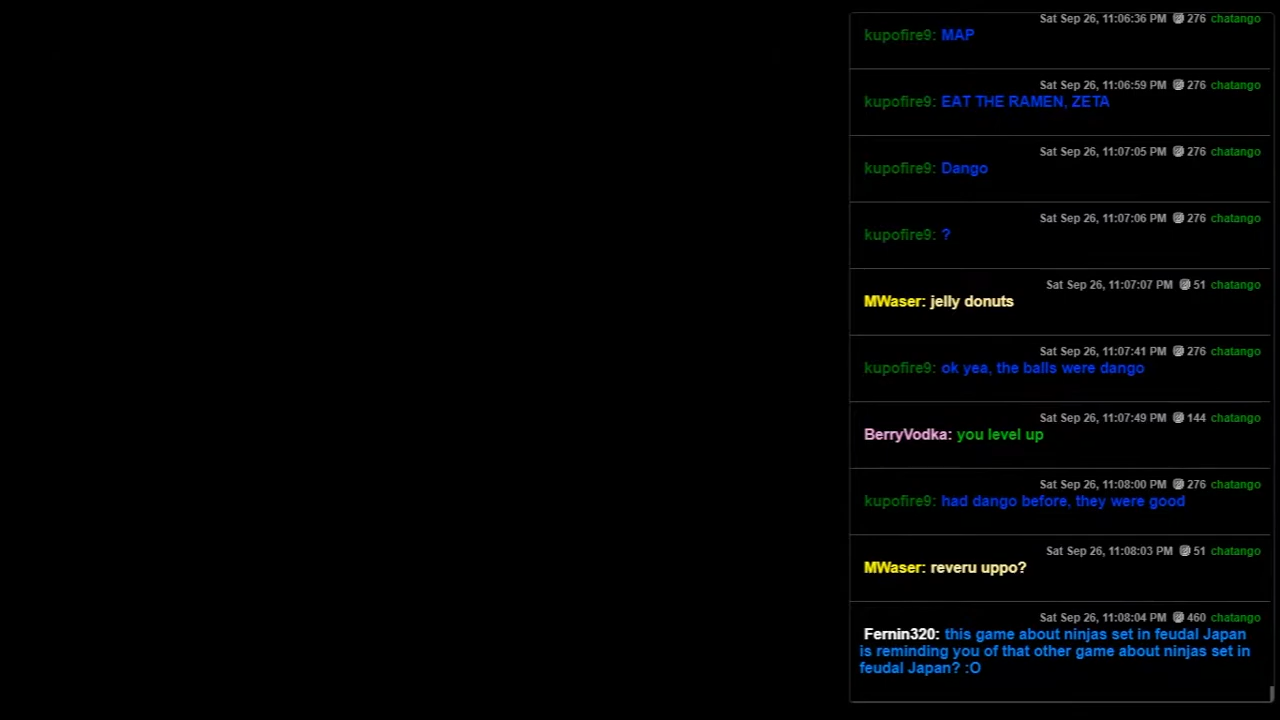 Sat Sep 26, 11:06:36 PM 276 chatango
kupofire9: MAP
Sat Sep 26, 11:06:59 PM 276 chatango
kupofire9: EAT THE RAMEN, ZETA
Sat Sep 26, 11:07:05 PM 276 chatango
kupofire9: Dango
Sat Sep 26, 11:07:06 PM 276 chatango
kupofire9: ?
Sat Sep 26, 11:07:07 PM 51 chatango
MWaser: jelly donuts
Sat Sep 26, 11:07:41 PM 276 chatango
kupofire9: ok yea, the balls were dango
Sat Sep 26, 11:07:49 PM 144 chatango
BerryVodka: you level up
Sat Sep 26, 11:08:00 PM 276 chatango
kupofire9: had dango before, they were good
Sat Sep 26, 11:08:03 PM 51 chatango
MWaser: reveru uppo?
Sat Sep 26, 11:08:04 PM 460 chatango
Fernin320: this game about ninjas set in feudal Japan
is reminding you of that other game about ninjas set in
feudal Japan? :O